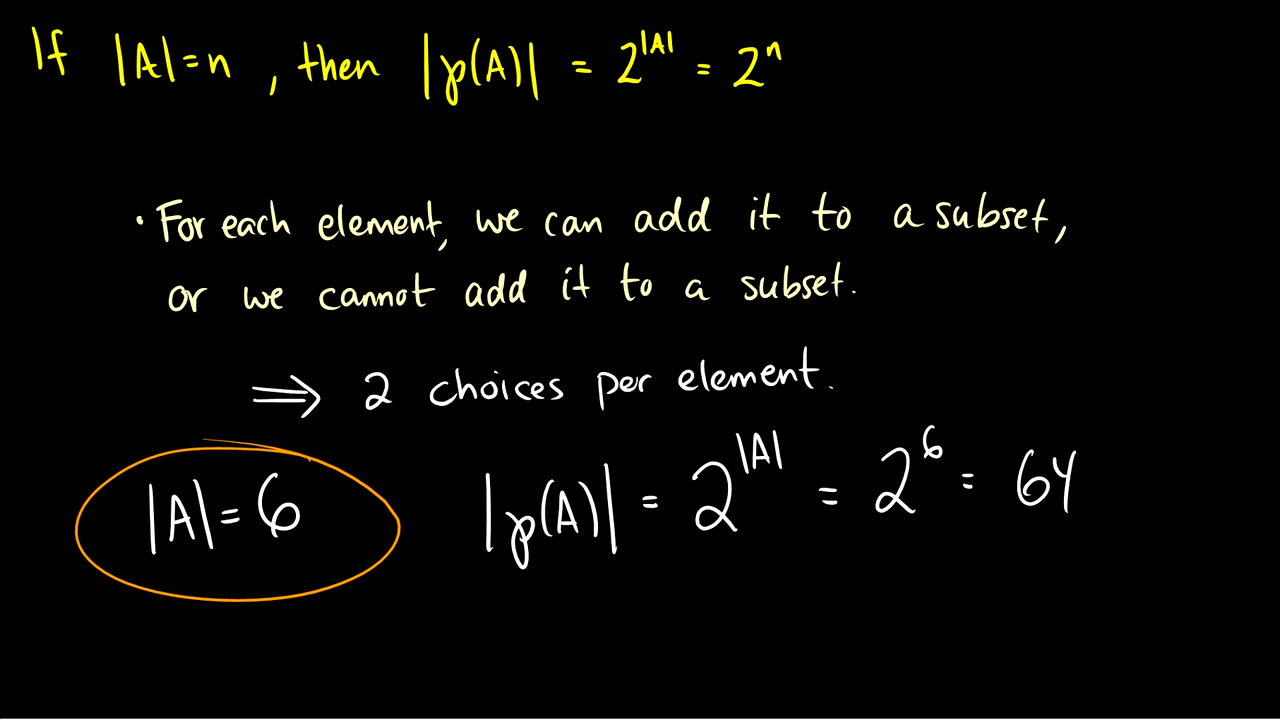 If |A|=n , then |℘(A)| = 2^|A| = 2^n
• For each element, we can add it to a subset,
or we cannot add it to a subset.
⟹ 2 choices per element.
|A|=6 |℘(A)| = 2^|A| = 2^6 = 64